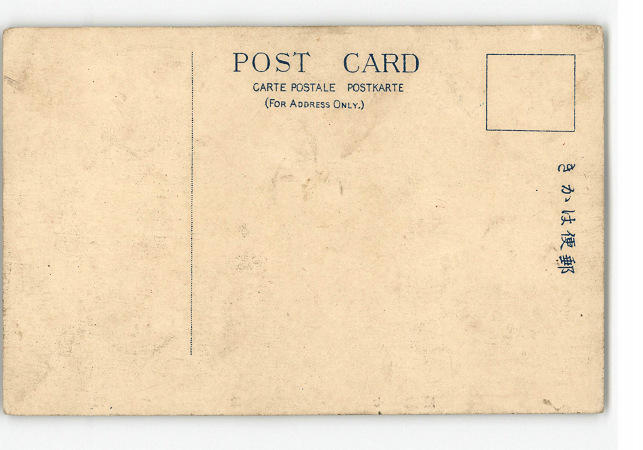 POST CARD
CARTE POSTALE POSTKARTE
(FOR ADDRESS ONLY.)
郵便はかき